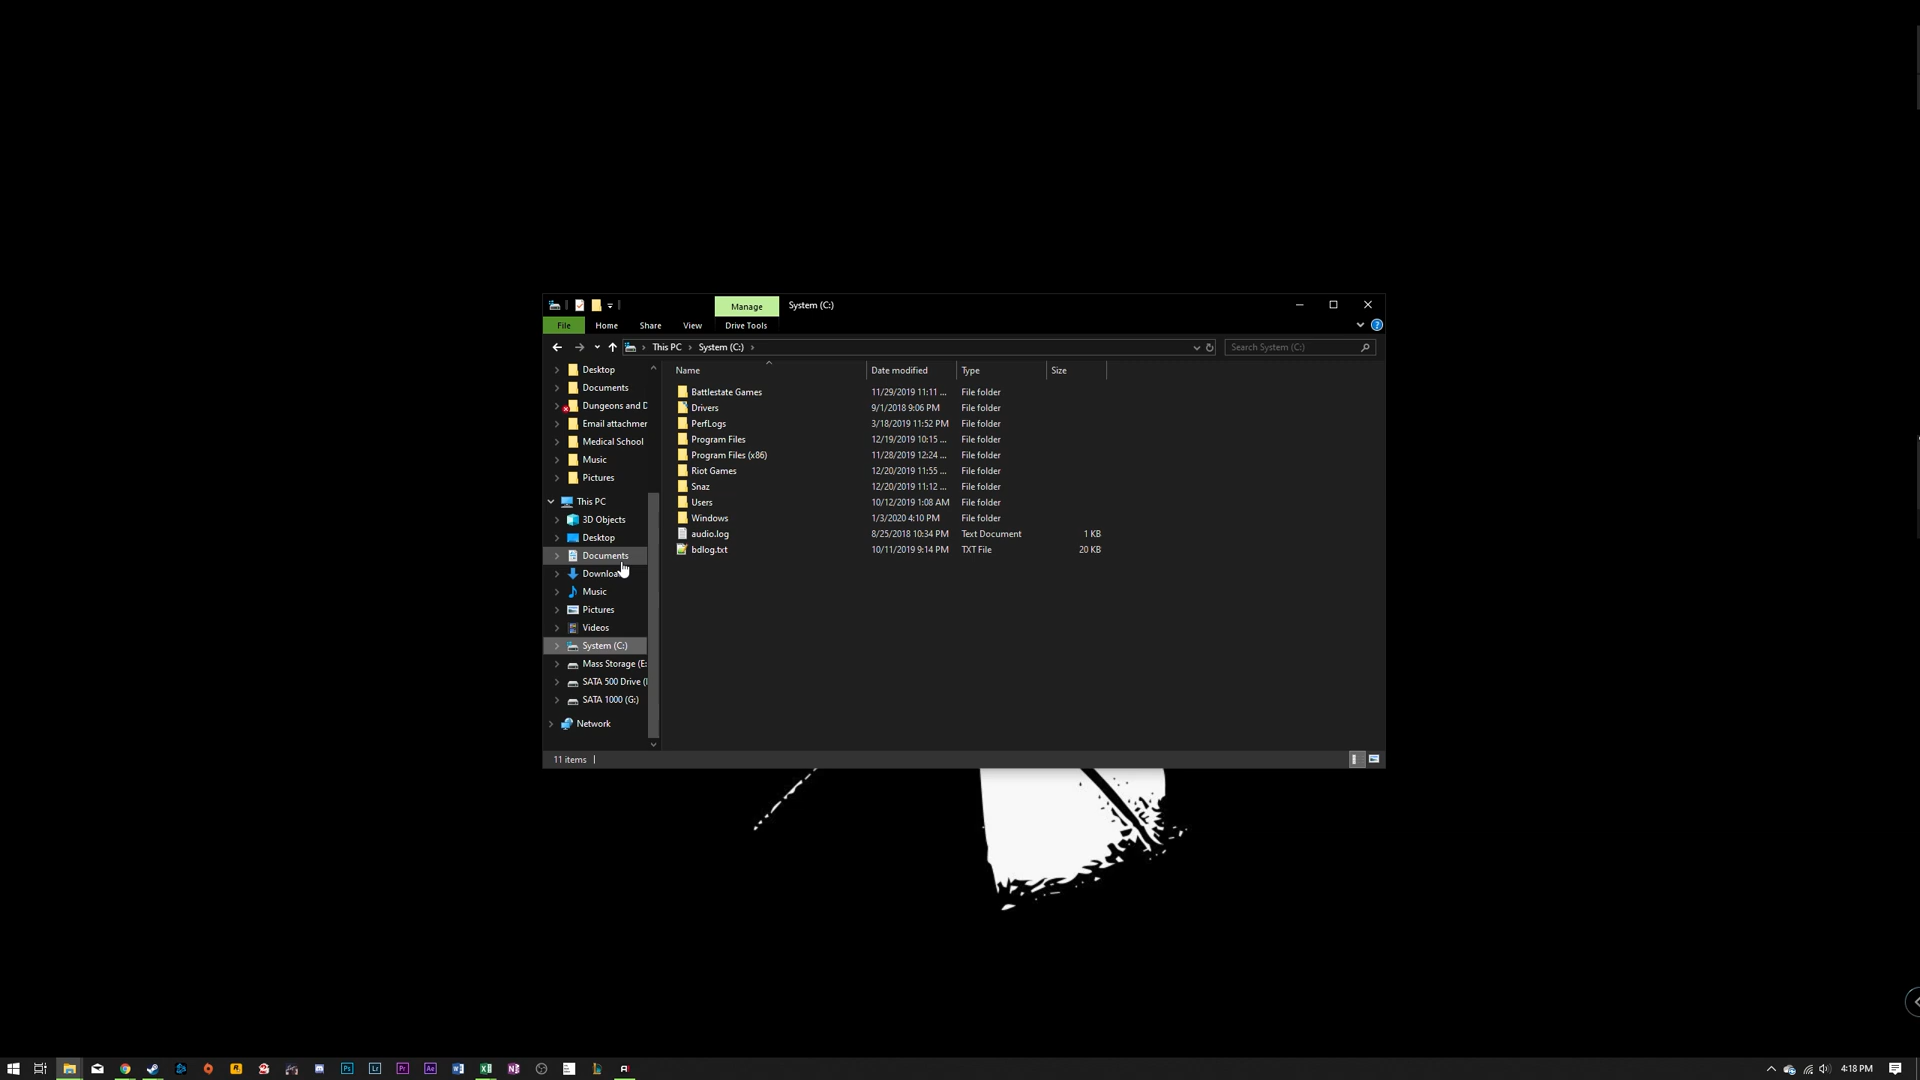 Manage System (C:)
File Home Share View Drive Tools
This PC System (C:)
Search System (C:)
Desktop
Documents
Dungeons and D
Email attachmer
Medical School
Music
Pictures
This PC
3D Objects
Desktop
Documents
Music
Pictures
Videos
System (C:)
Mass Storage (E:
SATA 500 Drive (
SATA 1000 (G:)
Network
Name Date modified Type Size
Battlestate Games 11/29/2019 11:11 ... File folder
Drivers 9/1/2018 9:06 PM File folder
PerfLogs 3/18/2019 11:52 PM File folder
Program Files 12/19/2019 10:15 ... File folder
Program Files (x86) 11/28/2019 12:24 ... File folder
Riot Games 12/20/2019 11:55 ... File folder
Snaz 12/20/2019 11:12 ... File folder
Users 10/12/2019 1:08 AM File folder
Windows 1/3/2020 4:10 PM File folder
audio.log 8/25/2018 10:34 PM Text Document 1 KB
bdlog.txt 10/11/2019 9:14 PM TXT File 20 KB
11 items
Ps Lr Pr Ae
4:18 PM